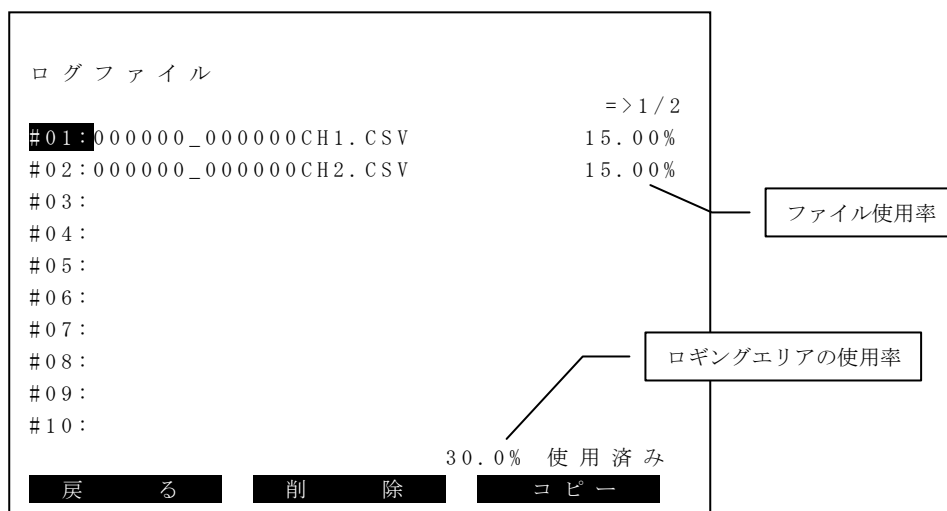 ログファイル
=>1/2
#01:000000_000000CH1.CSV 15.00%
#02:000000_000000CH2.CSV 15.00%
#03:
ファイル使用率
#04:
#05:
#06:
#07:
#08:
ロギングエリアの使用率
#09:
#10:
30.0% 使用済み
戻る 削除 コピー